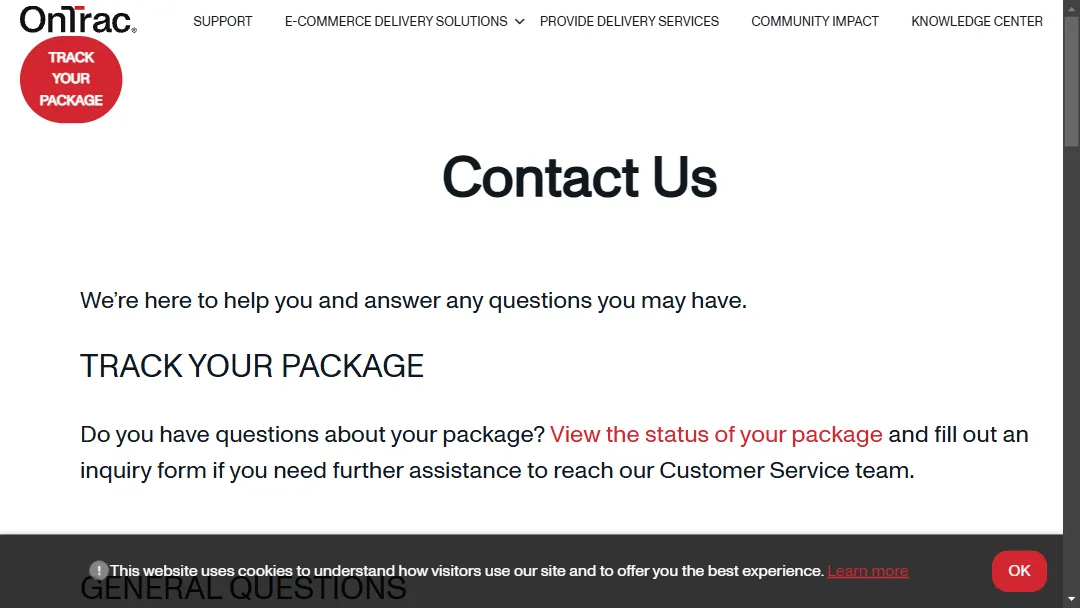 OnTrac®
SUPPORT
E-COMMERCE DELIVERY SOLUTIONS
PROVIDE DELIVERY SERVICES
COMMUNITY IMPACT
KNOWLEDGE CENTER
TRACK
YOUR
PACKAGE
Contact Us
We're here to help you and answer any questions you may have.
TRACK YOUR PACKAGE
Do you have questions about your package? View the status of your package and fill out an
inquiry form if you need further assistance to reach our Customer Service team.
This website uses cookies to understand how visitors use our site and to offer you the best experience. Learn more
OK
GENERAL QUESTIONS